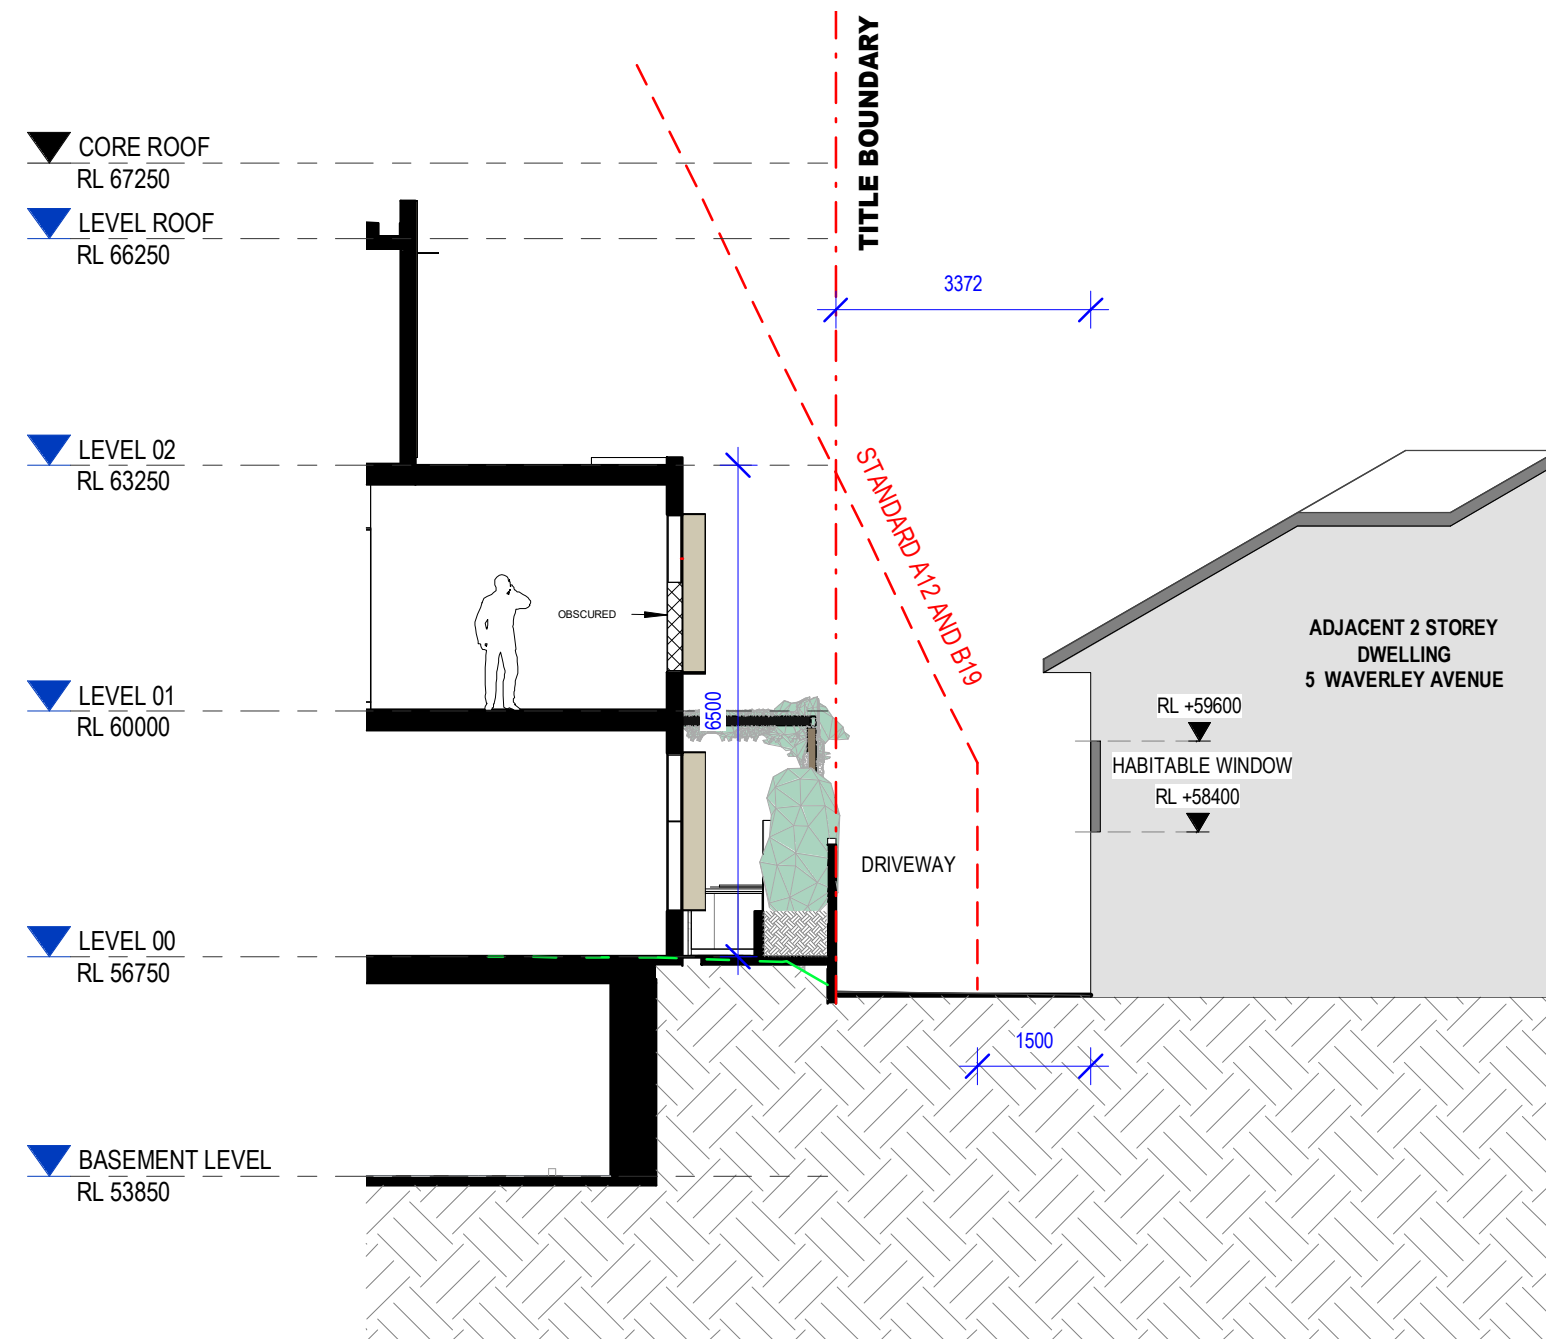 TITLE BOUNDARY
CORE ROOF
RL 67250
LEVEL ROOF
RL 66250
3372
LEVEL 02
RL 63250
STANDARD A12 AND B19
OBSCURED
ADJACENT 2 STOREY
DWELLING
5 WAVERLEY AVENUE
LEVEL 01
RL 60000
6500
RL +59600
HABITABLE WINDOW
RL +58400
DRIVEWAY
LEVEL 00
RL 56750
1500
BASEMENT LEVEL
RL 53850